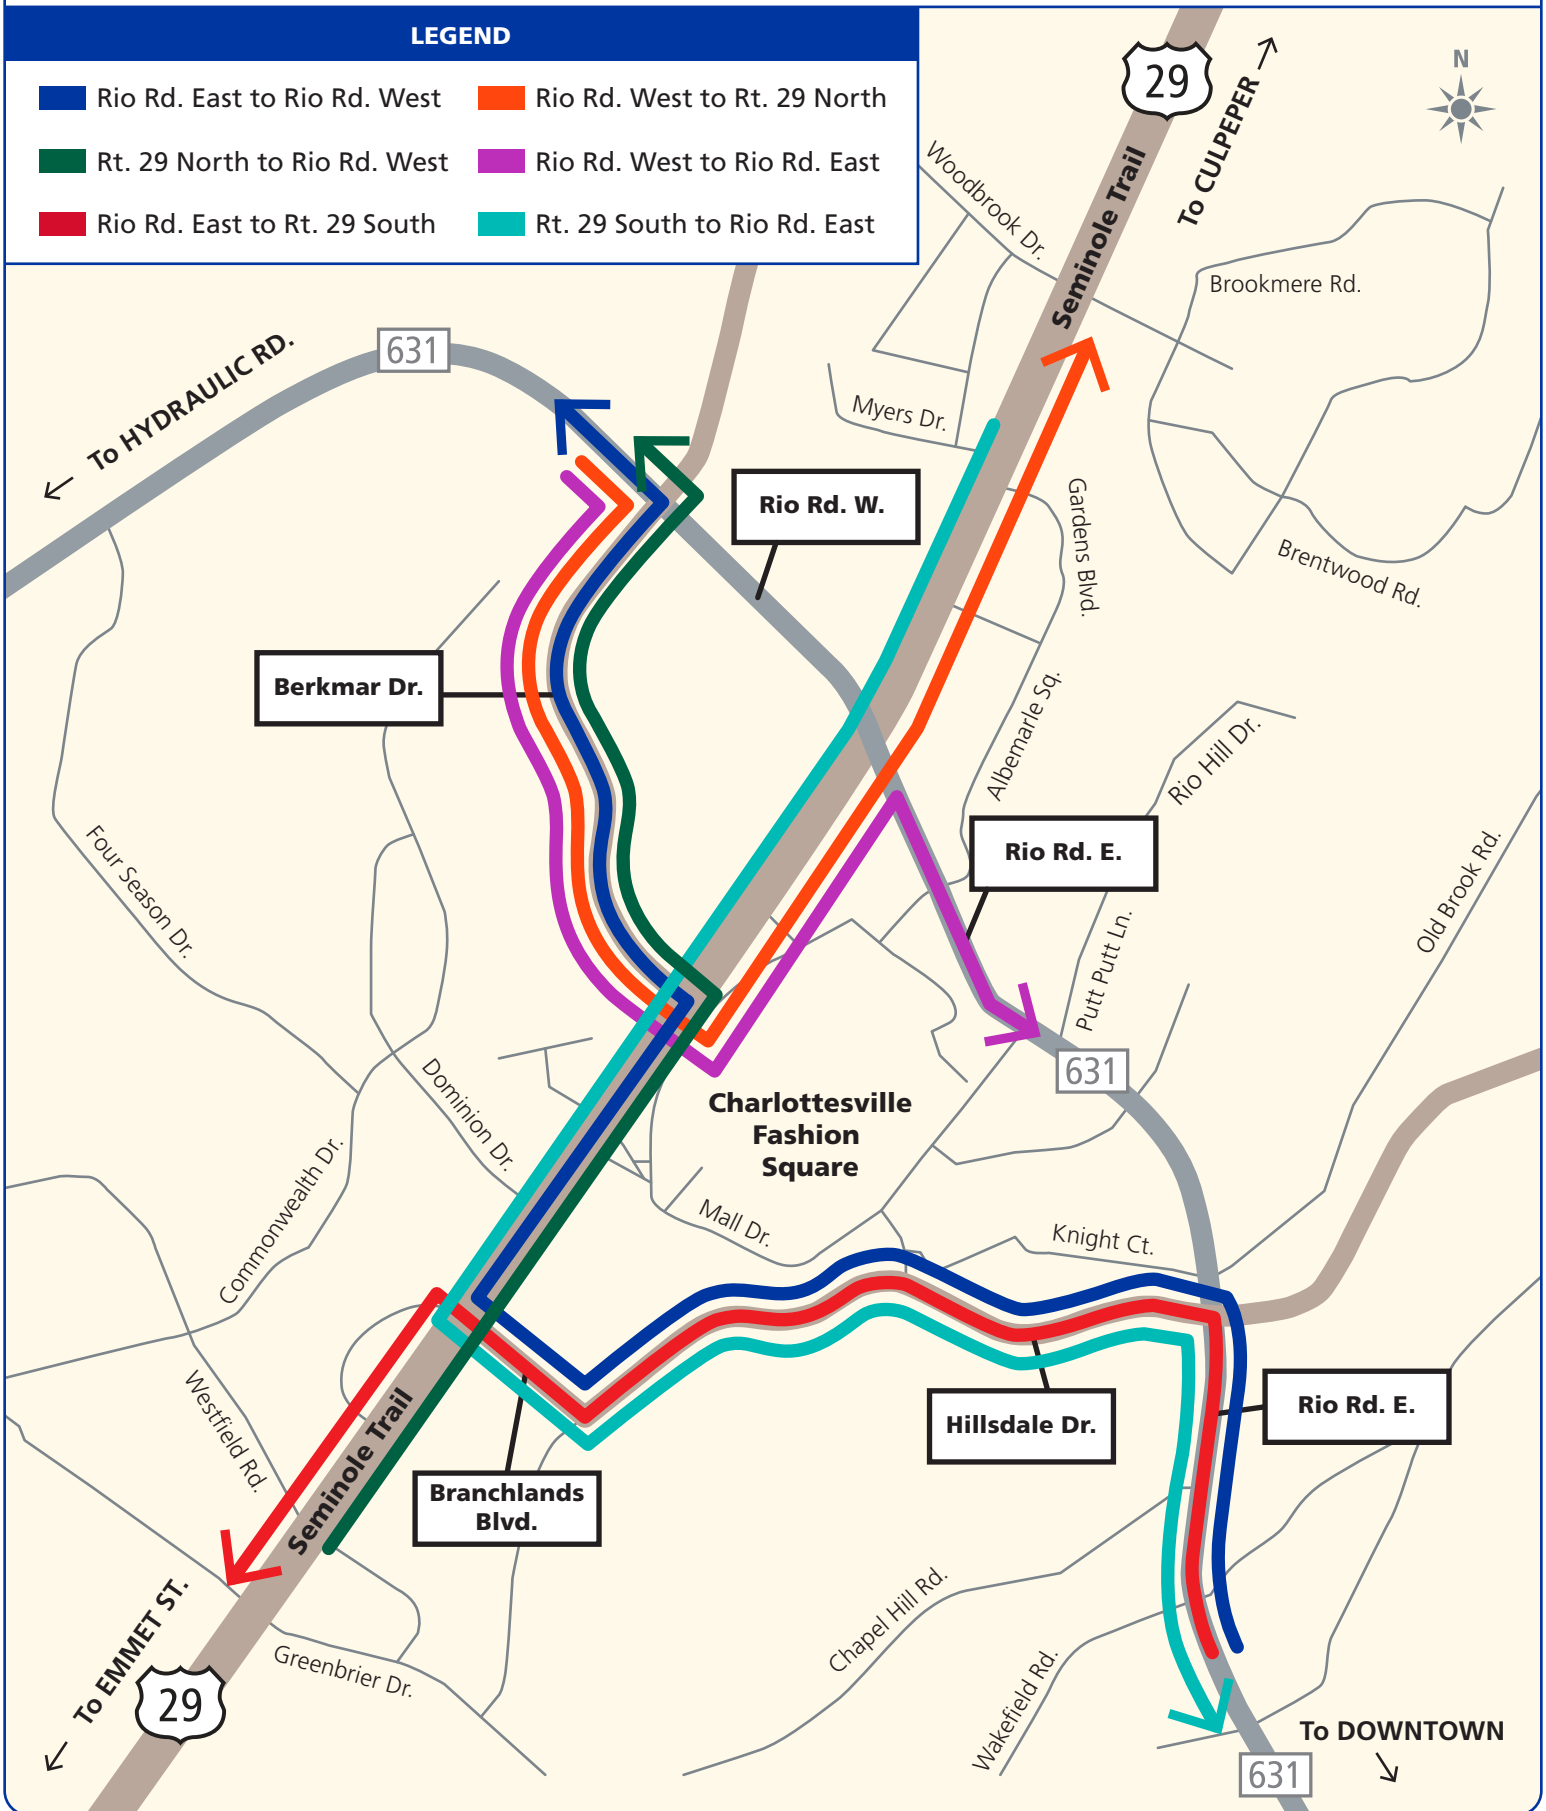 LEGEND
Rio Rd. East to Rio Rd. West
Rio Rd. West to Rt. 29 North
Rt. 29 North to Rio Rd. West
Rio Rd. West to Rio Rd. East
Rio Rd. East to Rt. 29 South
Rt. 29 South to Rio Rd. East
29
To CULPEPER
N
Woodbrook Dr.
Seminole Trail
Brookmere Rd.
631
To HYDRAULIC RD.
Myers Dr.
Rio Rd. W.
Gardens Blvd.
Brentwood Rd.
Berkmar Dr.
Albemarle Sq.
Rio Hill Dr.
Four Season Dr.
Rio Rd. E.
Old Brook Rd.
Putt Putt Ln.
631
Dominion Dr.
Charlottesville
Fashion
Square
Commonwealth Dr.
Mall Dr.
Knight Ct.
Westfield Rd.
Seminole Trail
Hillsdale Dr.
Rio Rd. E.
Branchlands
Blvd.
To EMMET ST.
Chapel Hill Rd.
Greenbrier Dr.
Wakefield Rd.
29
To DOWNTOWN
631